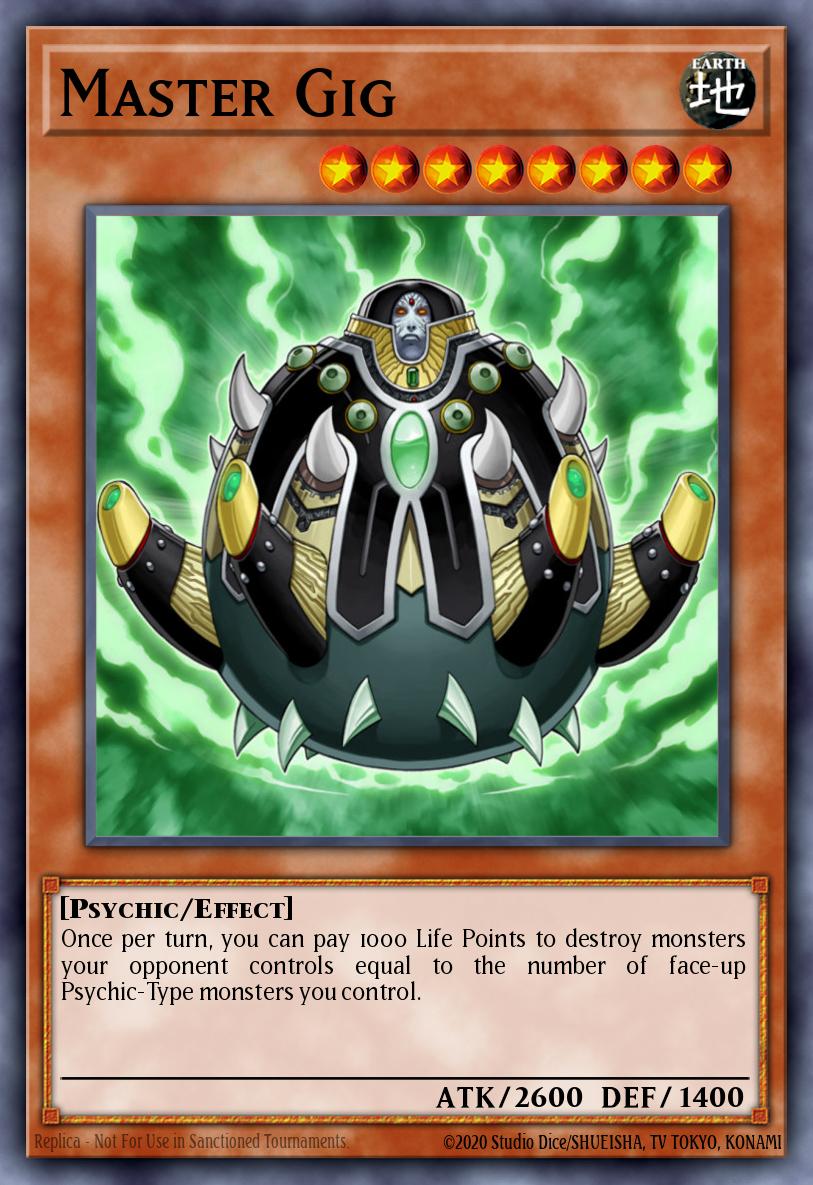 Master Gig
EARTH
地
[Psychic/Effect]
Once per turn, you can pay 1000 Life Points to destroy monsters
your opponent controls equal to the number of face-up
Psychic-Type monsters you control.
ATK/2600 DEF/1400
Replica - Not For Use in Sanctioned Tournaments.
©2020 Studio Dice/SHUEISHA, TV TOKYO, KONAMI